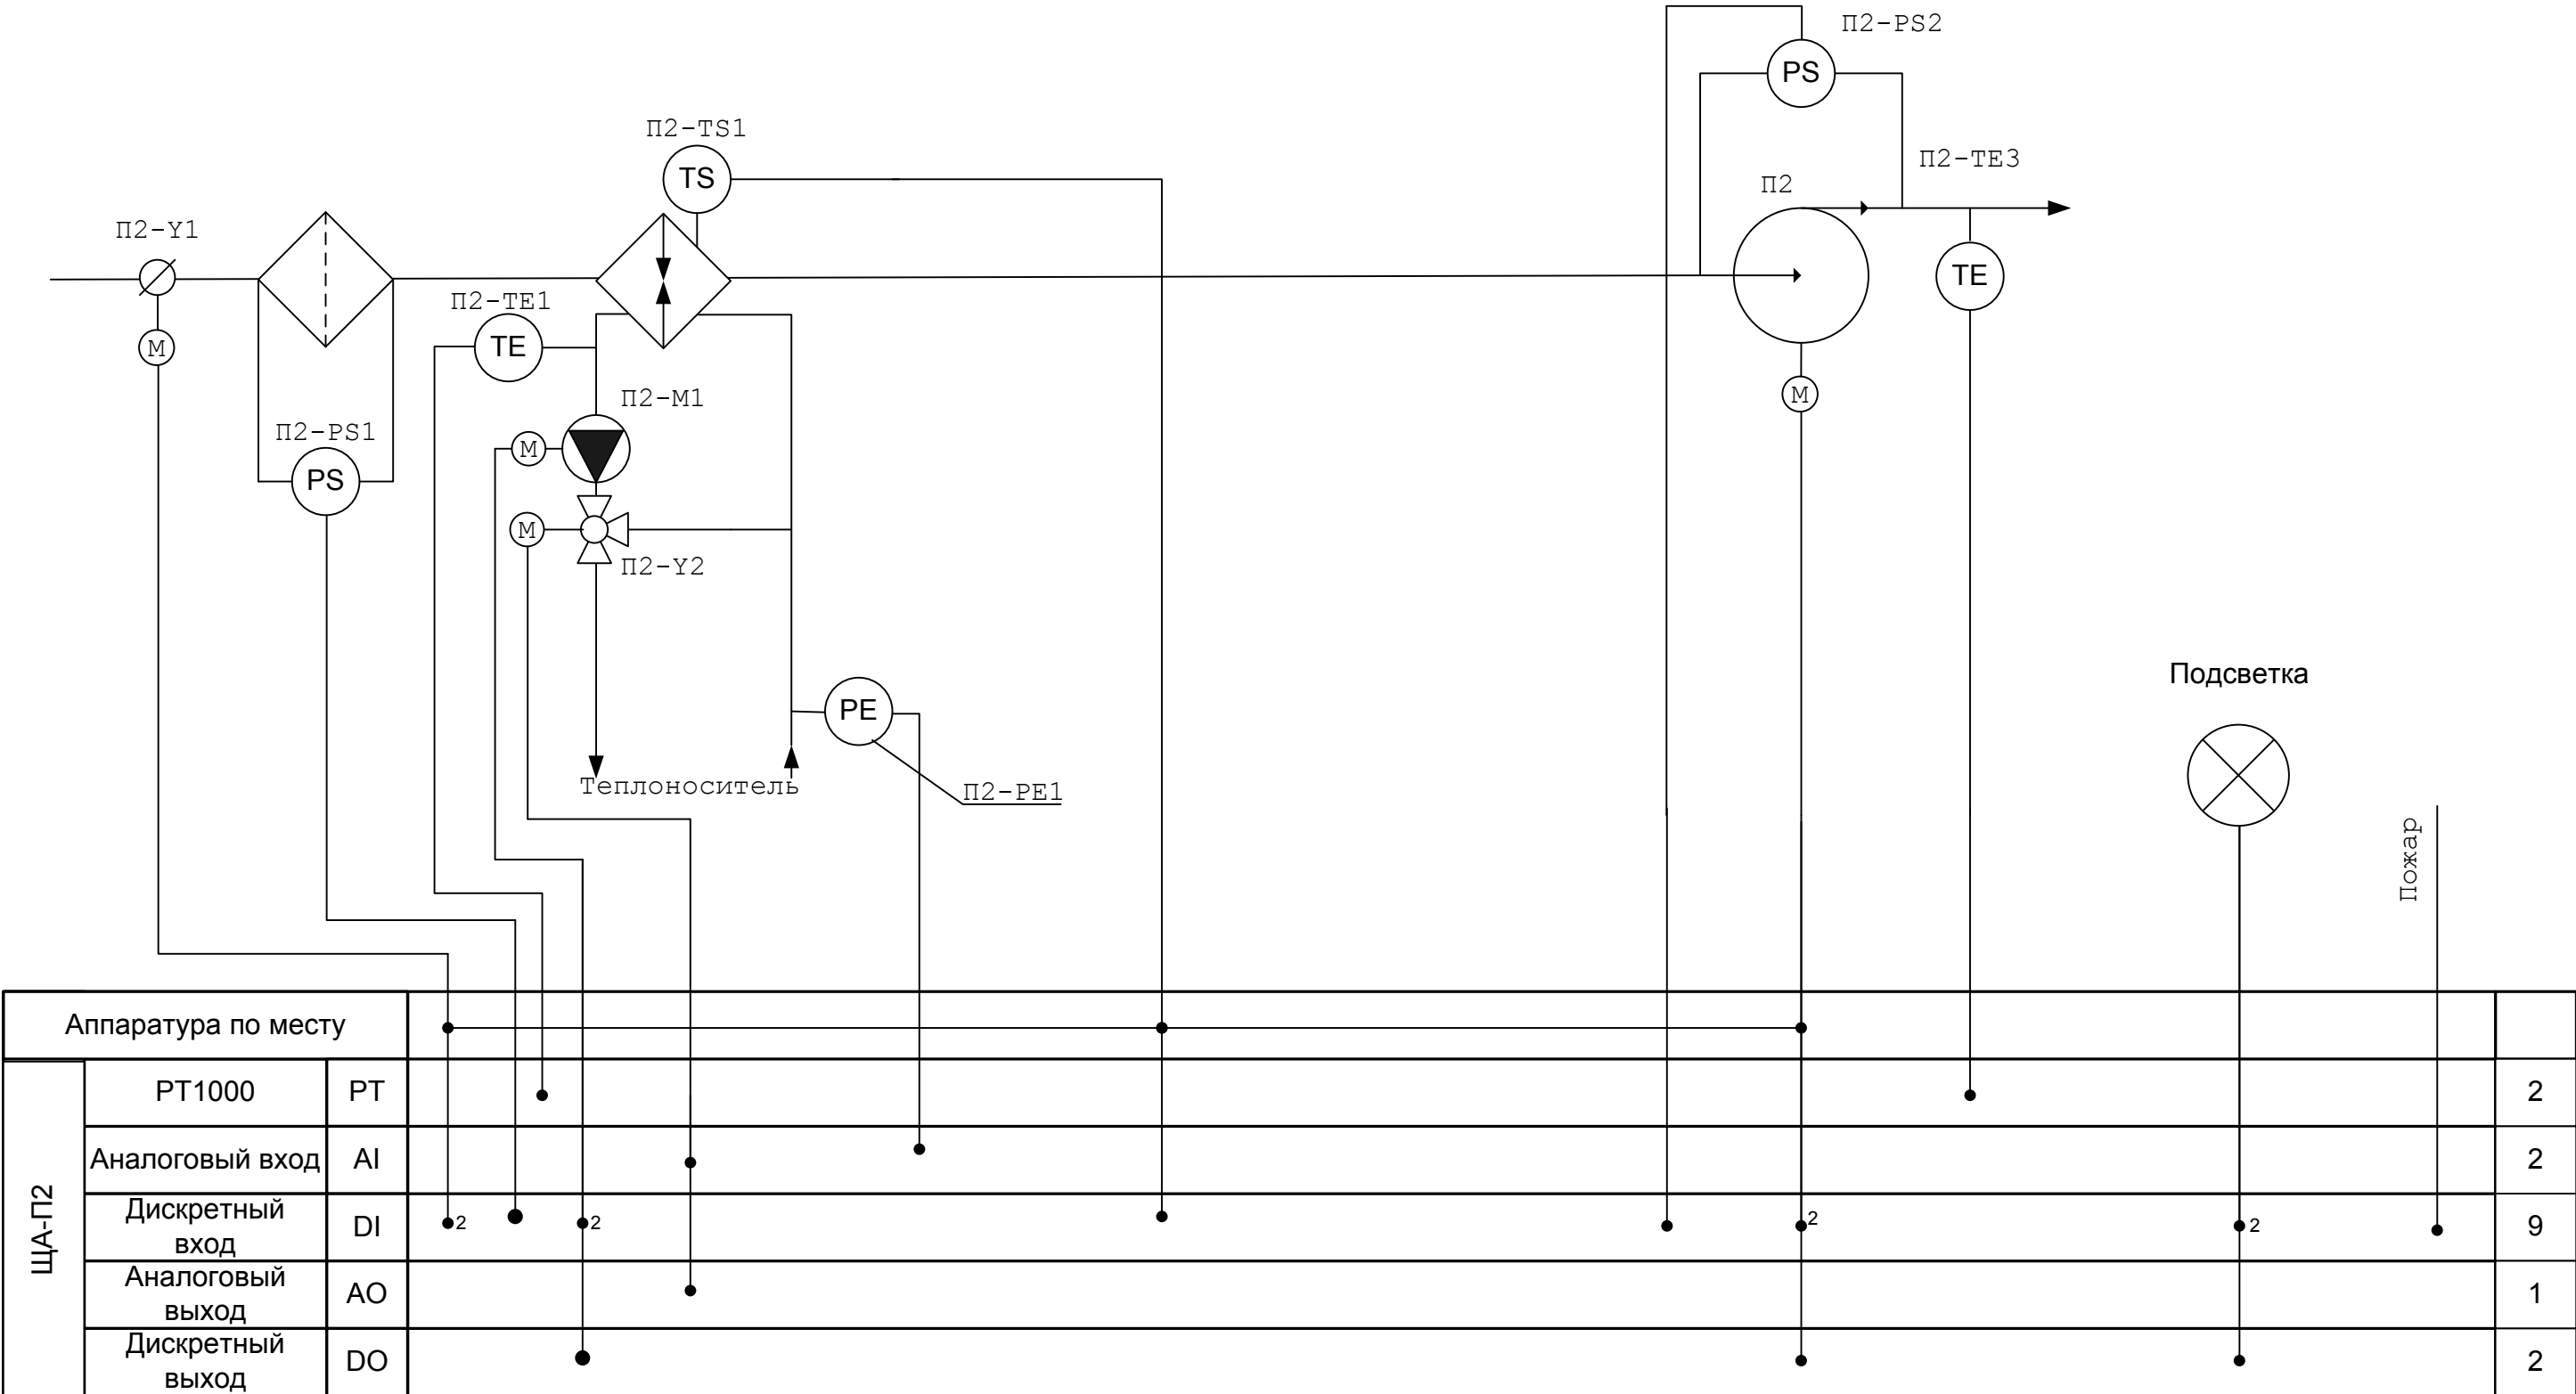 П2-PS2
PS
П2-TS1
TS
П2-TE3
П2
П2-Y1
TE
П2-TE1
TE
M
M
П2-M1
П2-PS1
M
PS
M
П2-Y2
Подсветка
PE
Теплоноситель
П2-PE1
Пожар
Аппаратура по месту
ЩА-П2
PT1000 PT 2
Аналоговый вход AI 2
Дискретный
вход
DI 2 2 2 2 9
Аналоговый
выход
AO 1
Дискретный
выход
DO 2